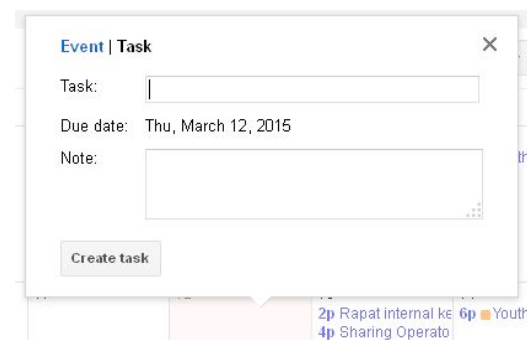 Event | Task
Task:
Due date: Thu, March 12, 2015
Note:
Create task
2p Rapat internal ke 6p Youth
4p Sharing Operato